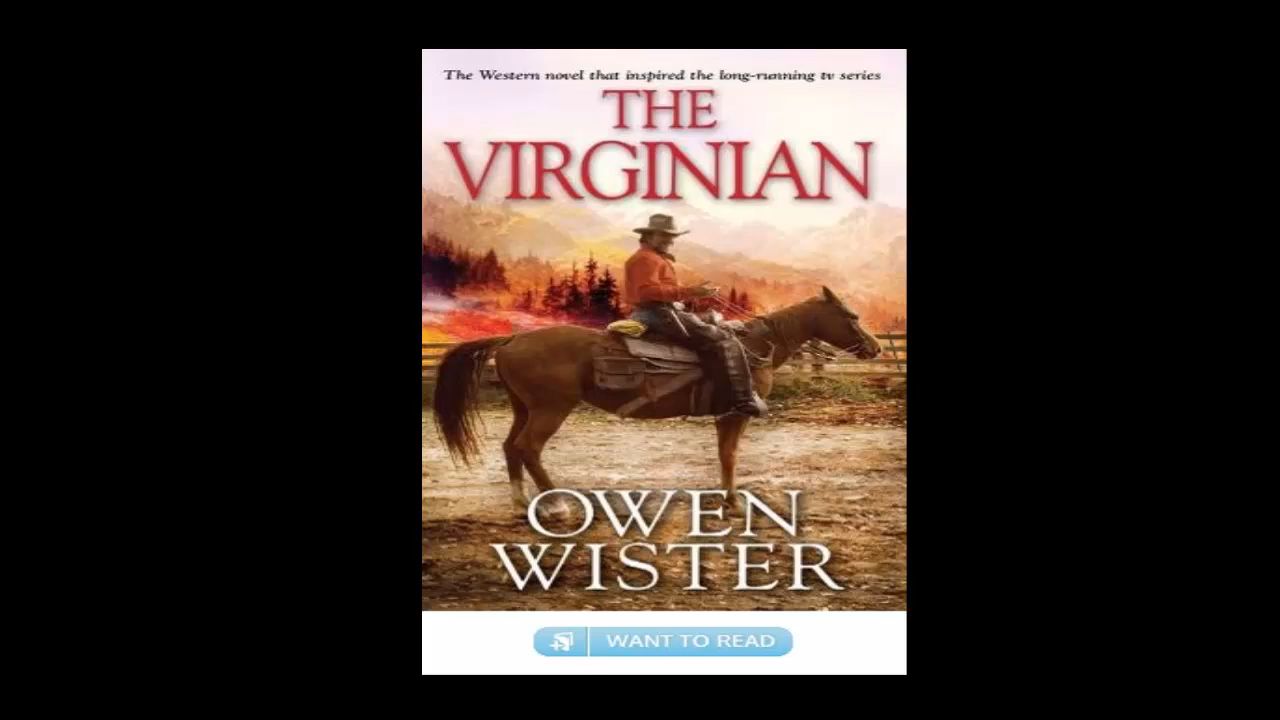 The Western novel that inspired the long-running tv series
THE
VIRGINIAN
OWEN
WISTER
WANT TO READ